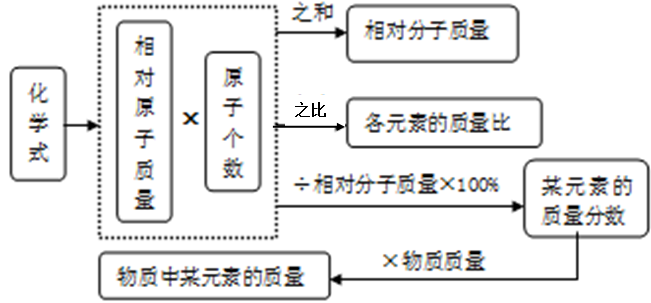 化学式
相对原子质量
×
原子个数
之和
相对分子质量
之比
各元素的质量比
÷相对分子质量×100%
某元素的
质量分数
×物质质量
物质中某元素的质量